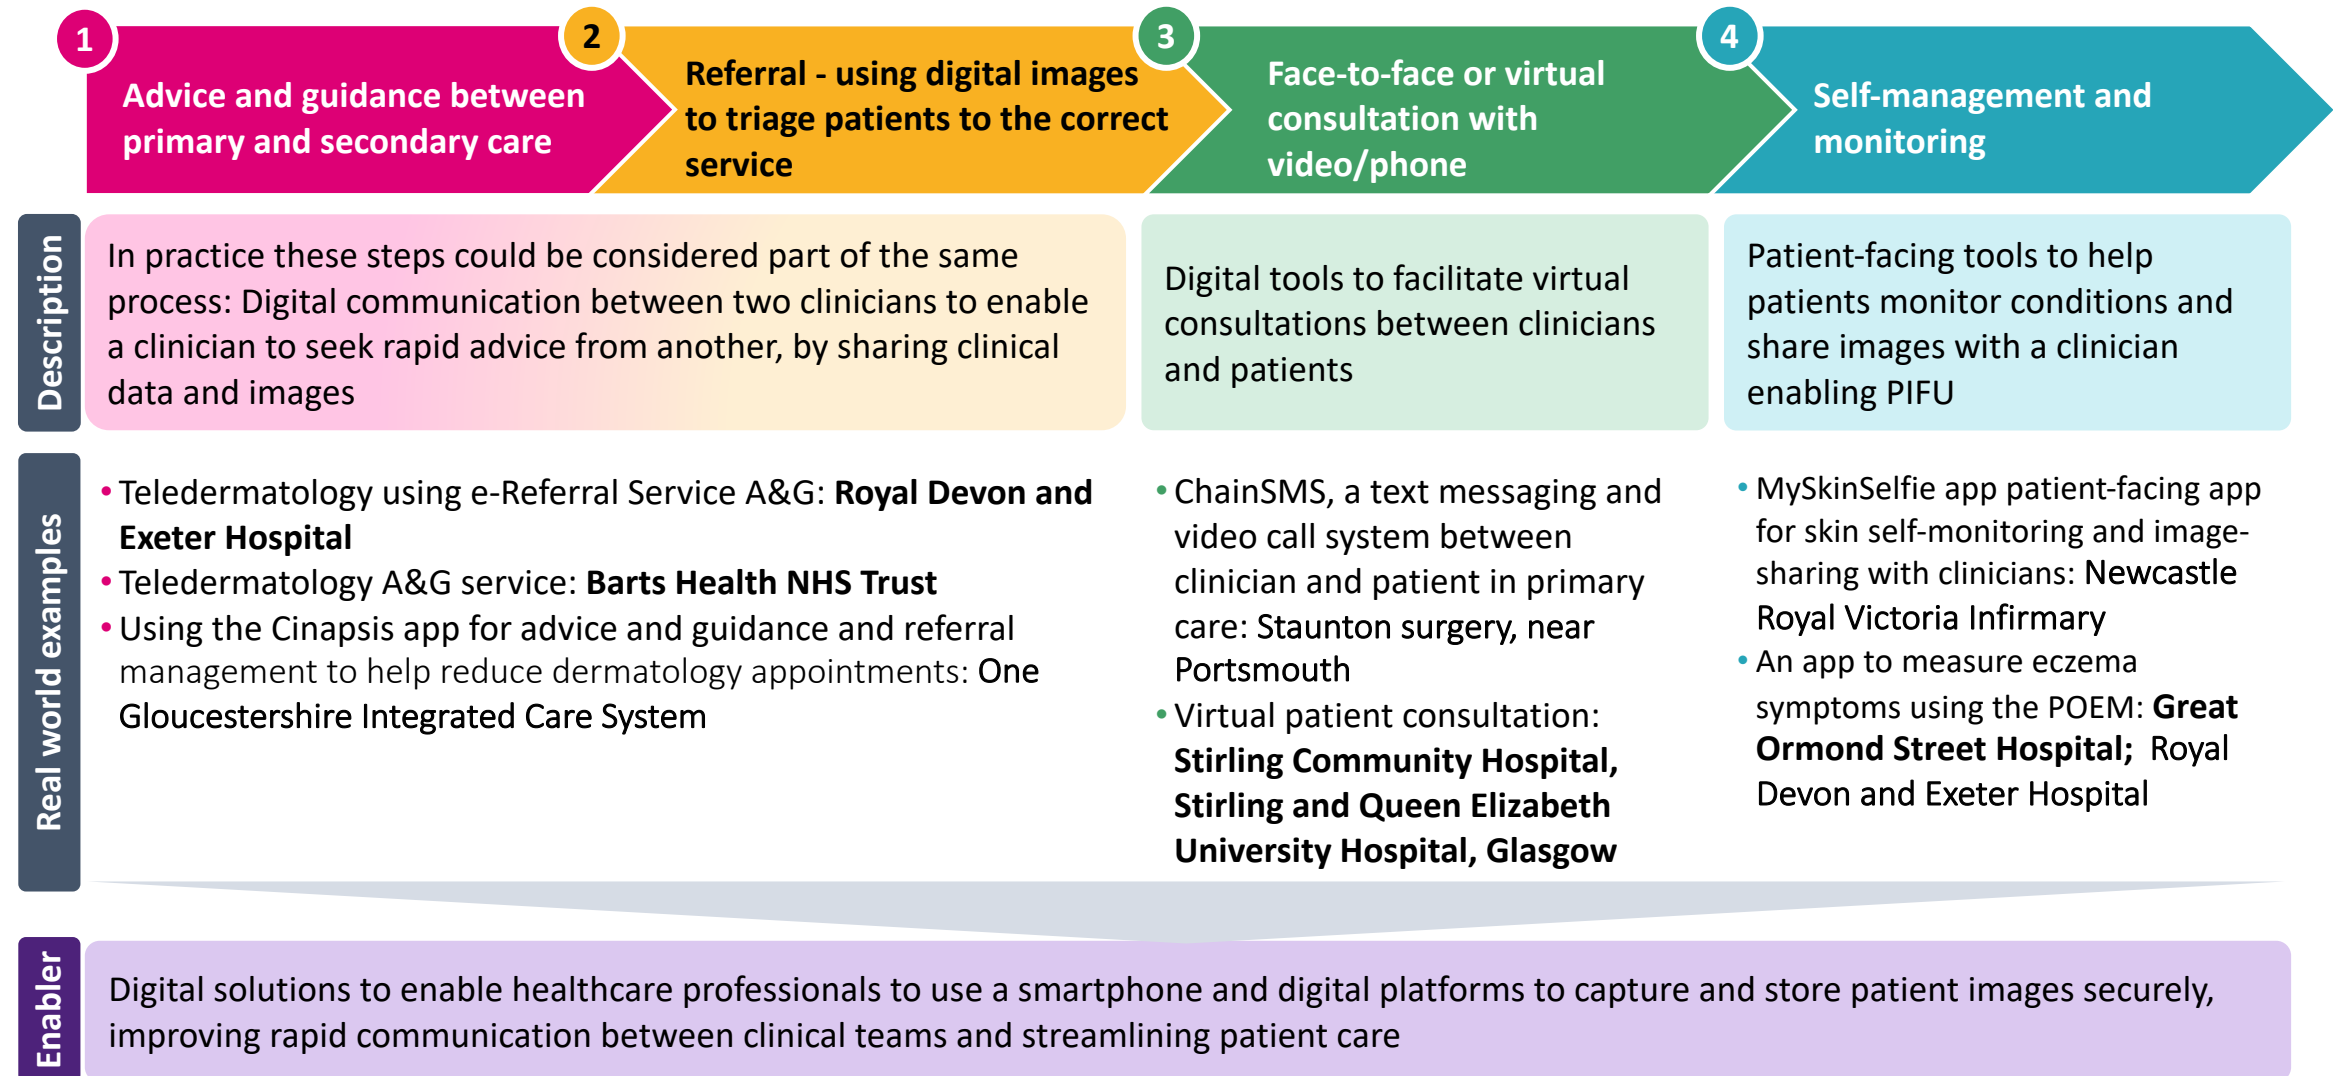 1
Advice and guidance between
primary and secondary care
2
Referral - using digital images
to triage patients to the correct
service
3
Face-to-face or virtual
consultation with
video/phone
4
Self-management and
monitoring
Description
In practice these steps could be considered part of the same
process: Digital communication between two clinicians to enable
a clinician to seek rapid advice from another, by sharing clinical
data and images
Digital tools to facilitate virtual
consultations between clinicians
and patients
Patient-facing tools to help
patients monitor conditions and
share images with a clinician
enabling PIFU
Real world examples
• Teledermatology using e-Referral Service A&G: Royal Devon and
Exeter Hospital
• Teledermatology A&G service: Barts Health NHS Trust
• Using the Cinapsis app for advice and guidance and referral
management to help reduce dermatology appointments: One
Gloucestershire Integrated Care System
• ChainSMS, a text messaging and
video call system between
clinician and patient in primary
care: Staunton surgery, near
Portsmouth
• Virtual patient consultation:
Stirling Community Hospital,
Stirling and Queen Elizabeth
University Hospital, Glasgow
• MySkinSelfie app patient-facing app
for skin self-monitoring and image-
sharing with clinicians: Newcastle
Royal Victoria Infirmary
• An app to measure eczema
symptoms using the POEM: Great
Ormond Street Hospital; Royal
Devon and Exeter Hospital
Enabler
Digital solutions to enable healthcare professionals to use a smartphone and digital platforms to capture and store patient images securely,
improving rapid communication between clinical teams and streamlining patient care